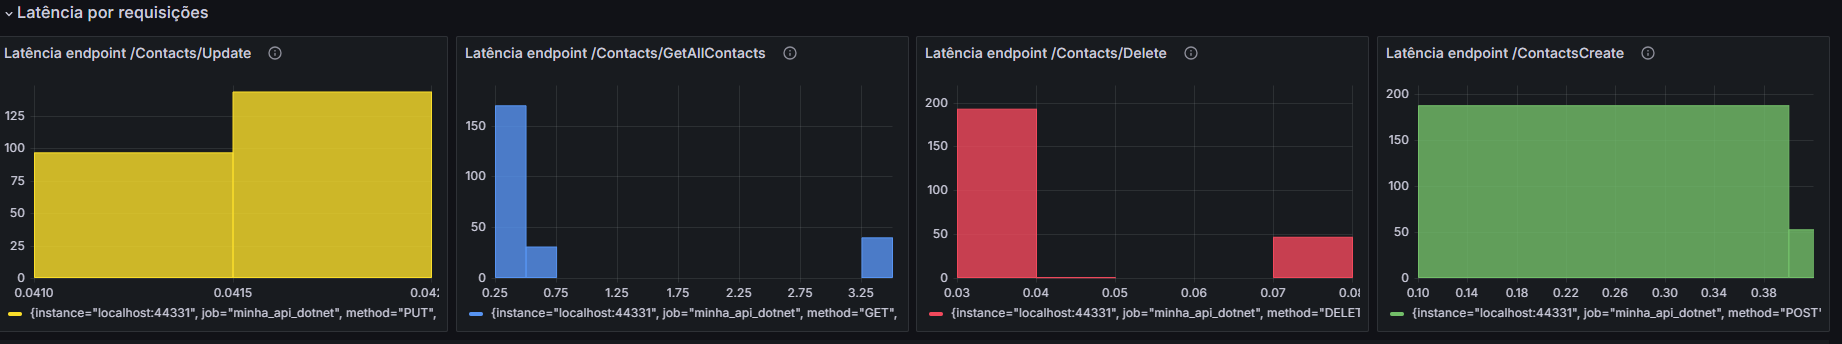 Latência por requisições
Latência endpoint /Contacts/Update
125
100
75
50
25
0
0.0410 0.0415 0.042
{instance="localhost:44331", job="minha_api_dotnet", method="PUT",
Latência endpoint /Contacts/GetAllContacts
150
100
50
0
0.25 0.75 1.25 1.75 2.25 2.75 3.25
{instance="localhost:44331", job="minha_api_dotnet", method="GET",
Latência endpoint /Contacts/Delete
200
150
100
50
0
0.03 0.04 0.05 0.06 0.07 0.08
{instance="localhost:44331", job="minha_api_dotnet", method="DELET
Latência endpoint /ContactsCreate
200
150
100
50
0
0.10 0.14 0.18 0.22 0.26 0.30 0.34 0.38
{instance="localhost:44331", job="minha_api_dotnet", method="POST"